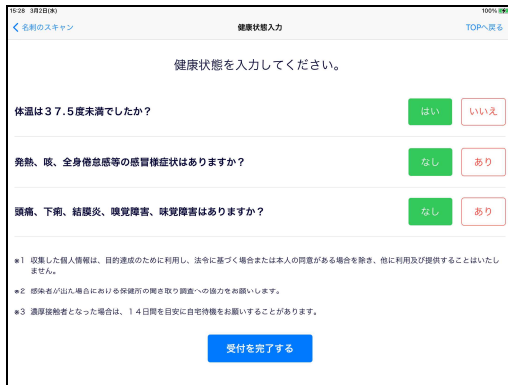 15:28 3月2日(水) 100%
名刺のスキャン 健康状態入力 TOPへ戻る
健康状態を入力してください。
体温は37.5度未満でしたか? はい いいえ
発熱、咳、全身倦怠感等の感冒様症状はありますか? なし あり
頭痛、下痢、結膜炎、嗅覚障害、味覚障害はありますか? なし あり
※1 収集した個人情報は、目的達成のために利用し、法令に基づく場合または本人の同意がある場合を除き、他に利用及び提供することはいたし
ません。
※2 感染者が出た場合における保健所の聞き取り調査への協力をお願いします。
※3 濃厚接触者となった場合は、14日間を目安に自宅待機をお願いすることがあります。
受付を完了する